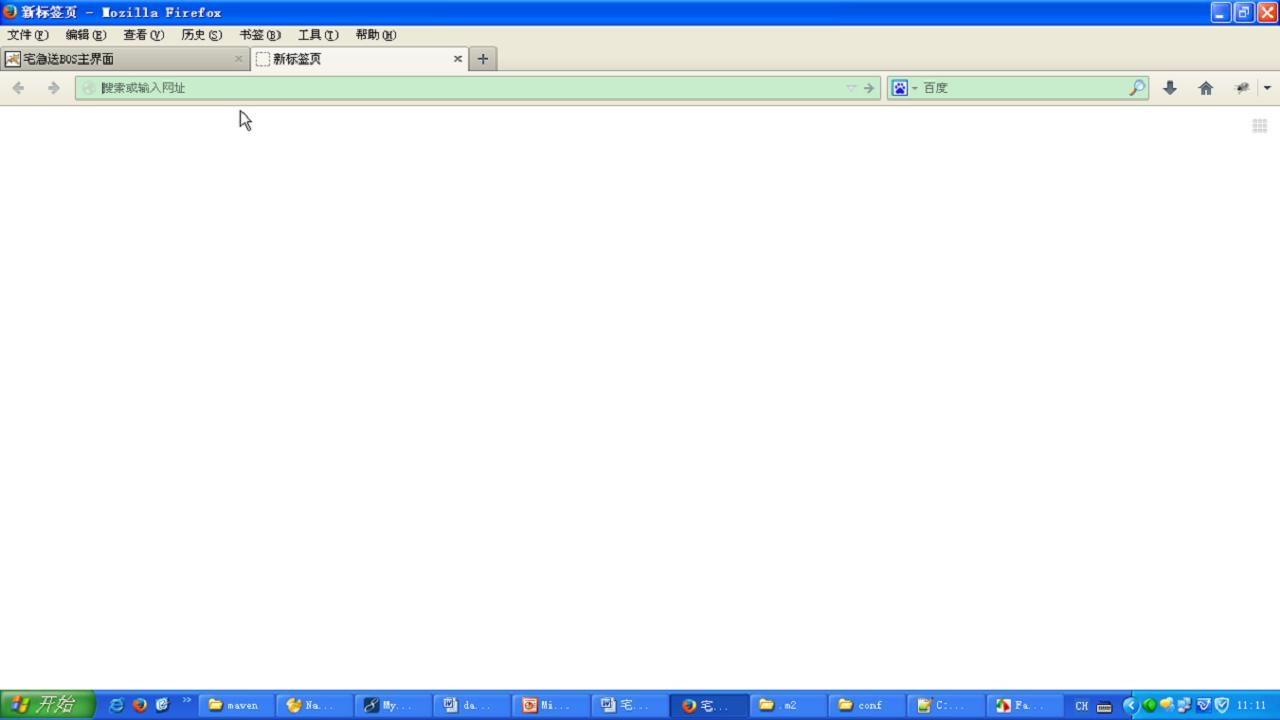 新标签页 - Mozilla Firefox
文件(F) 编辑(E) 查看(V) 历史(S) 书签(B) 工具(T) 帮助(H)
宅急送BOS主界面 新标签页
搜索或输入网址 百度
开始 maven Na... My... da... Mi... 宅... 宅... .m2 conf C:... Fa... CH 11:11